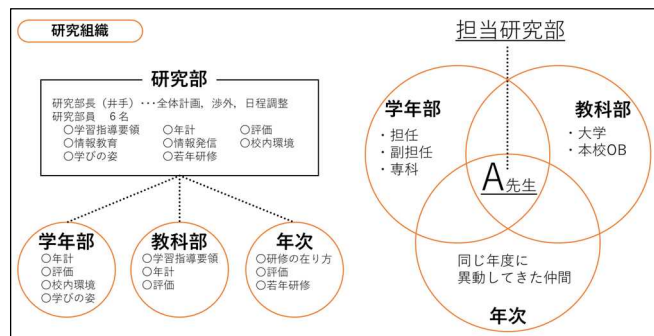 研究組織
研究部
研究部長（井手）･･･全体計画，渉外，日程調整
研究部員　6名
○学習指導要領　○年計　○評価
○情報教育　○情報発信　○校内環境
○学びの姿　○若年研修
学年部
○年計
○評価
○校内環境
○学びの姿
教科部
○学習指導要領
○年計
○評価
年次
○研修の在り方
○評価
○若年研修
担当研究部
学年部
・担任
・副担任
・専科
教科部
・大学
・本校OB
A先生
同じ年度に
異動してきた仲間
年次